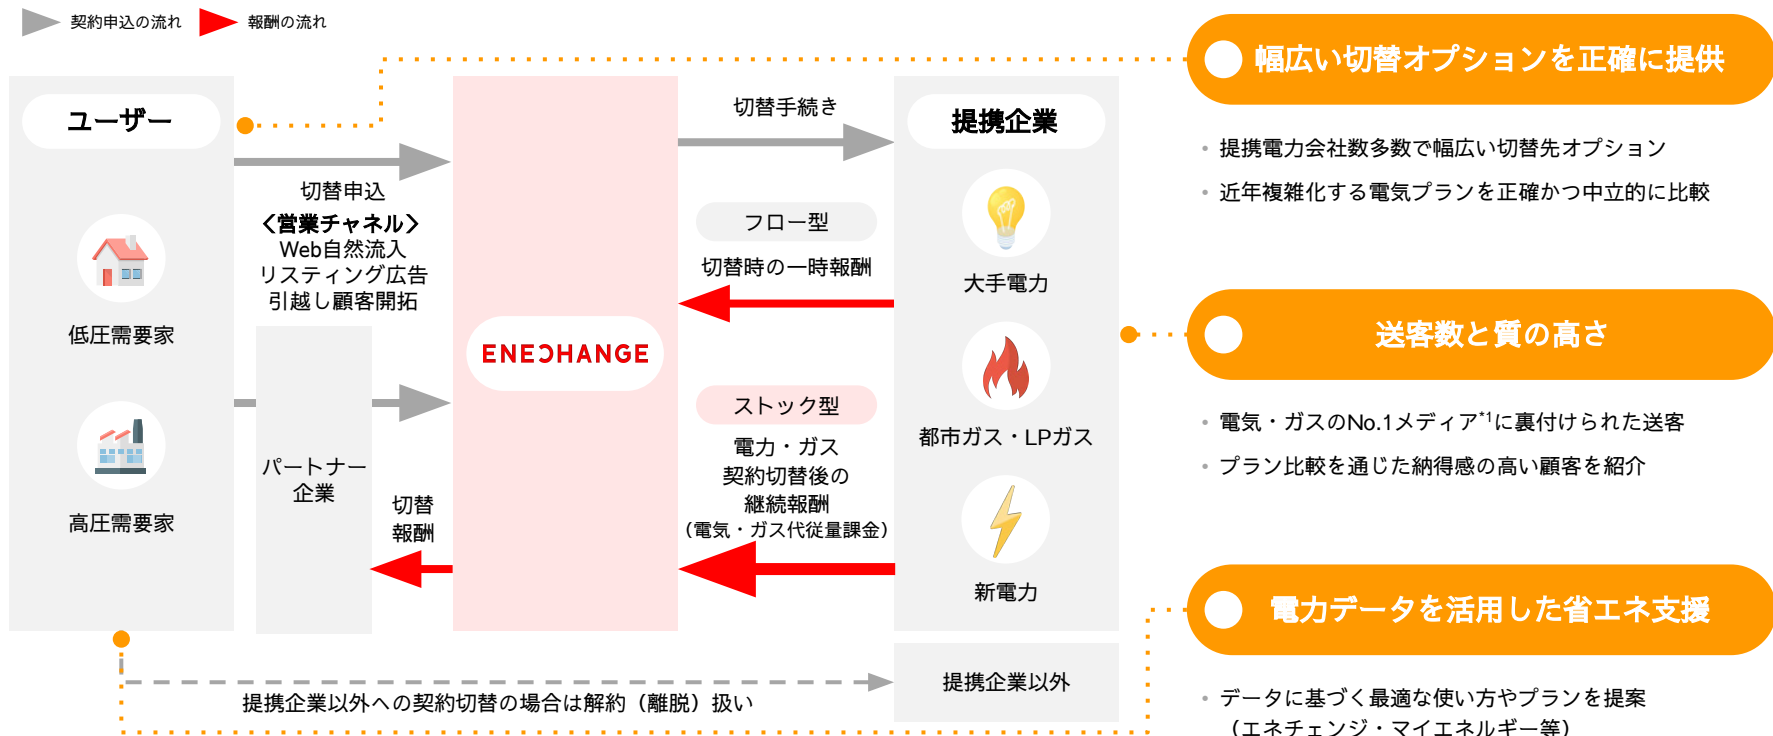 契約申込の流れ
報酬の流れ
ユーザー
低圧需要家
高圧需要家
切替申込
〈営業チャネル〉
Web自然流入
リスティング広告
引越し顧客開拓
パートナー
企業
切替
報酬
ENECHANGE
切替手続き
フロー型
切替時の一時報酬
ストック型
電力・ガス
契約切替後の
継続報酬
（電気・ガス代従量課金）
提携企業
大手電力
都市ガス・LPガス
新電力
提携企業以外
提携企業以外への契約切替の場合は解約（離脱）扱い
幅広い切替オプションを正確に提供
• 提携電力会社数多数で幅広い切替先オプション
• 近年複雑化する電気プランを正確かつ中立的に比較
送客数と質の高さ
• 電気・ガスのNo.1メディア*1に裏付けられた送客
• プラン比較を通じた納得感の高い顧客を紹介
電力データを活用した省エネ支援
• データに基づく最適な使い方やプランを提案
（エネチェンジ・マイエネルギー等）